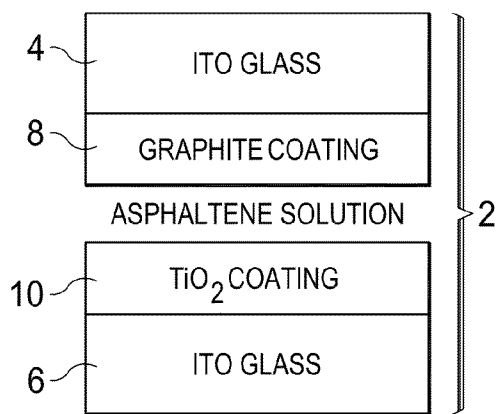 4 ITO GLASS
8 GRAPHITE COATING
ASPHALTENE SOLUTION 2
10 TiO₂ COATING
6 ITO GLASS